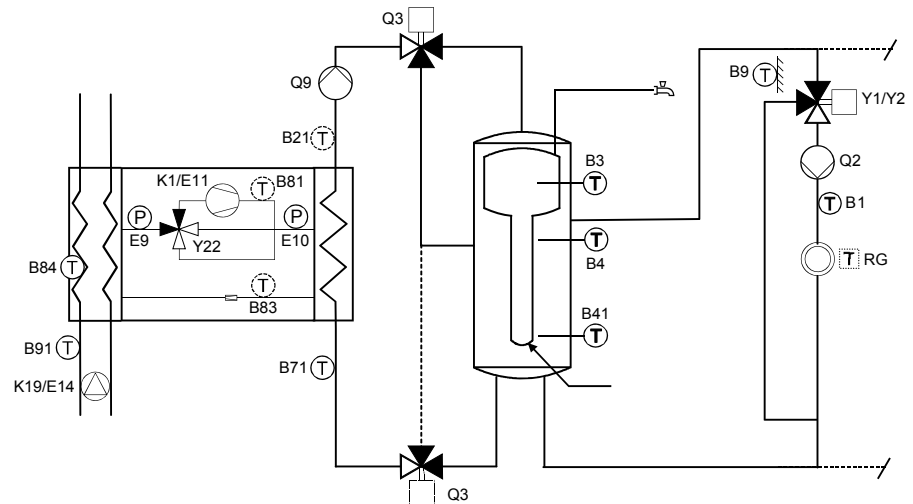 Q3
B9
T
Y1/Y2
Q9
B21
T
B3
T
Q2
K1/E11
T
B81
P
P
T
B1
E9
Y22
E10
T
B4
T
RG
B84
T
T
B83
B41
T
B91
T
B71
T
K19/E14
Q3